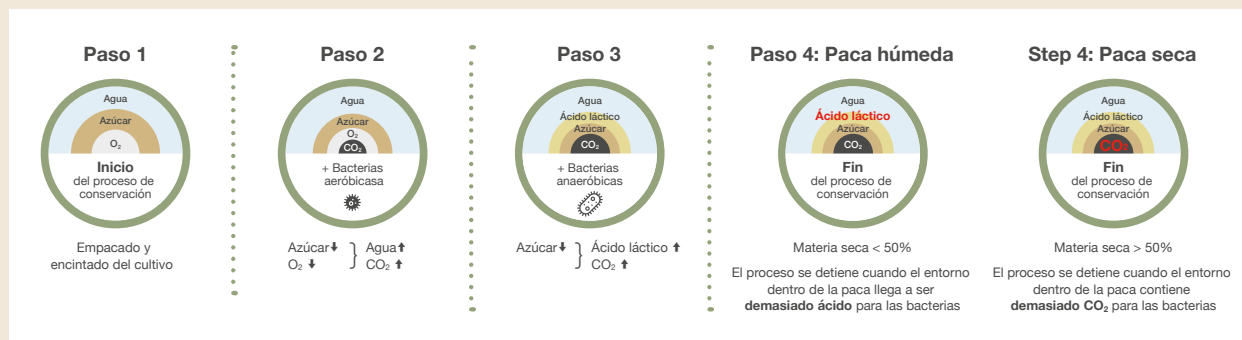 Paso 1
Agua
Azúcar
O₂
Inicio
del proceso de
conservación
Empacado y
encintado del cultivo
Paso 2
Agua
Azúcar
O₂
CO₂
+ Bacterias
aeróbicasa
Azúcar⬇ } Agua⬆
O₂ ⬇ CO₂ ⬆
Paso 3
Agua
Ácido láctico
Azúcar
CO₂
+ Bacterias
anaeróbicas
Azúcar⬇ } Ácido láctico ⬆
CO₂ ⬆
Paso 4: Paca húmeda
Agua
Ácido láctico
Azúcar
CO₂
Fin
del proceso de
conservación
Materia seca < 50%
El proceso se detiene cuando el entorno
dentro de la paca llega a ser
demasiado ácido para las bacterias
Step 4: Paca seca
Agua
Ácido láctico
Azúcar
CO₂
Fin
del proceso de
conservación
Materia seca > 50%
El proceso se detiene cuando el entorno
dentro de la paca contiene
demasiado CO₂ para las bacterias